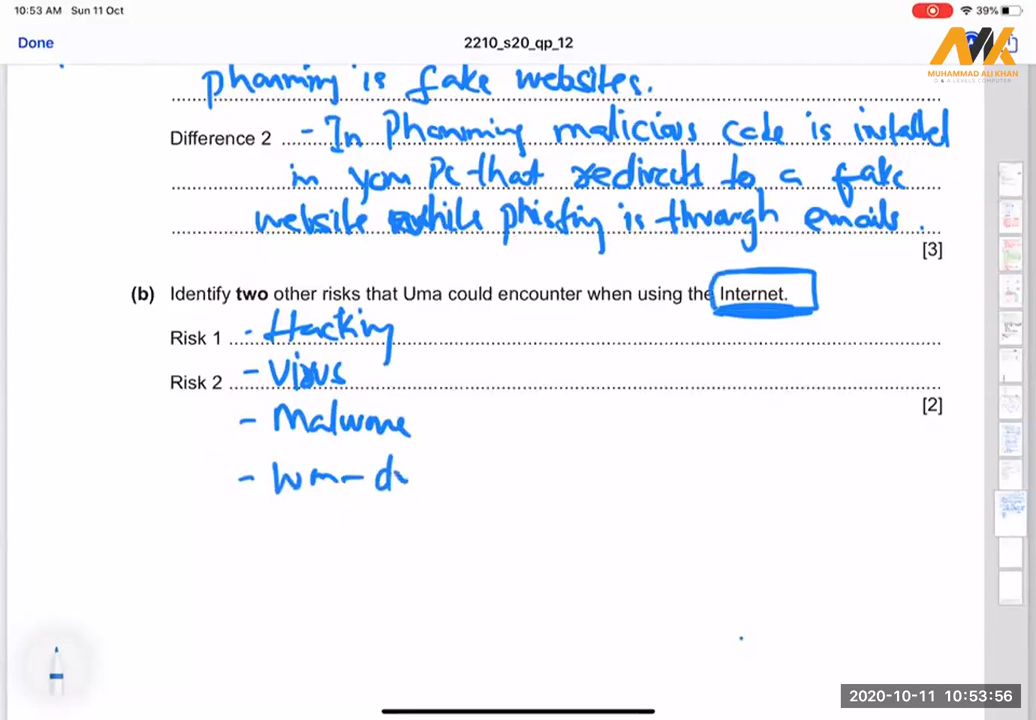 10:53 AM Sun 11 Oct
39%
Done
2210_s20_qp_12
MUHAMMAD ALI KHAN
O & A LEVELS COMPUTER
pharming is fake websites.
Difference 2 - In Pharming malicious code is installed
in your PC that redirects to a fake
website while phishing is through emails.
[3]
(b) Identify two other risks that Uma could encounter when using the Internet.
Risk 1 - Hacking
Risk 2 - Virus
[2]
- Malware
2020-10-11 10:53:56